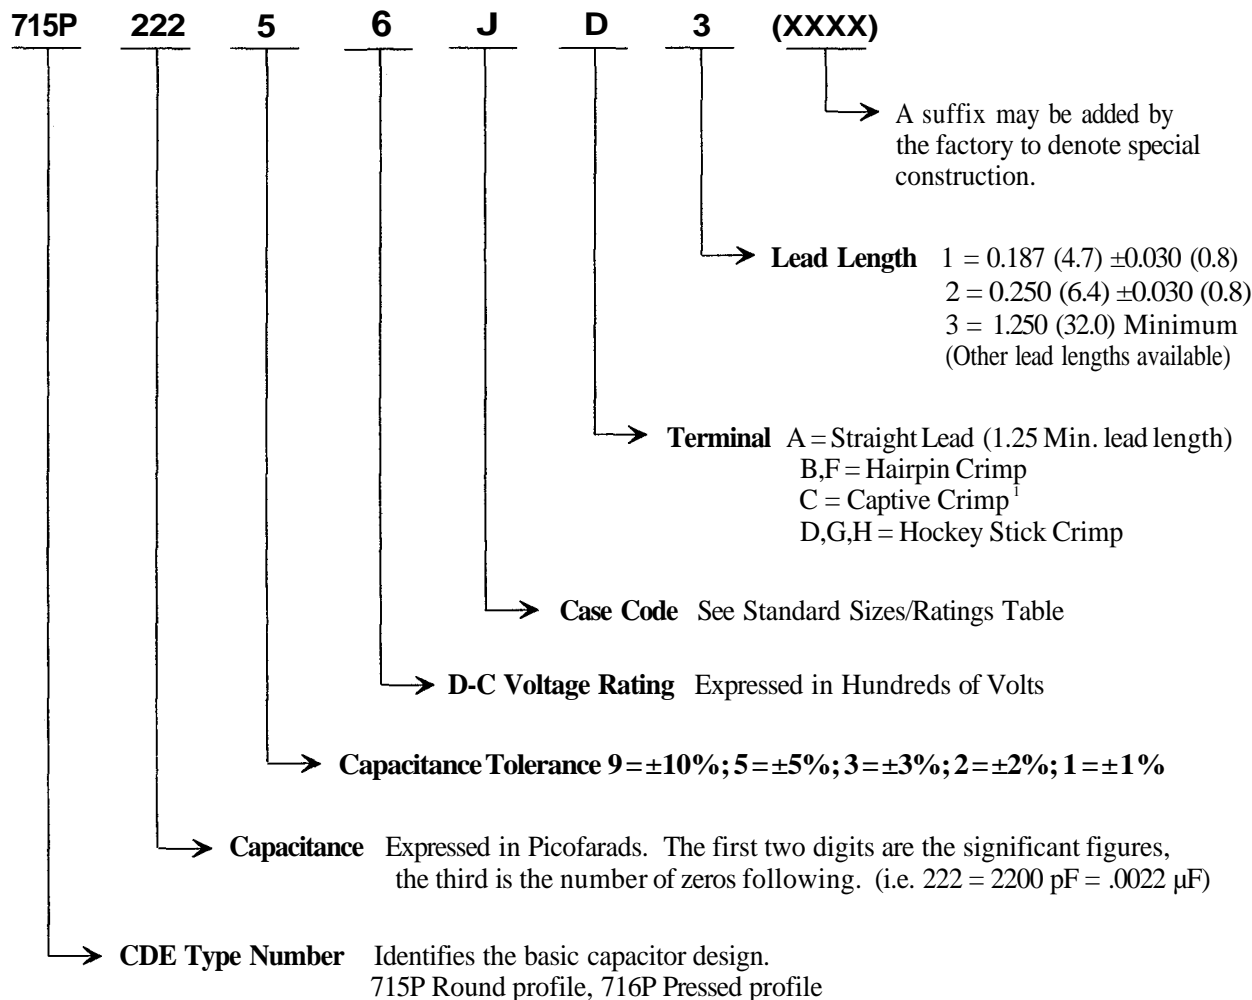 715P 222 5 6 J D 3 (XXXX)
A suffix may be added by
the factory to denote special
construction.
Lead Length 1 = 0.187 (4.7) ±0.030 (0.8)
2 = 0.250 (6.4) ±0.030 (0.8)
3 = 1.250 (32.0) Minimum
(Other lead lengths available)
Terminal A = Straight Lead (1.25 Min. lead length)
B,F = Hairpin Crimp
C = Captive Crimp 1
D,G,H = Hockey Stick Crimp
Case Code See Standard Sizes/Ratings Table
D-C Voltage Rating Expressed in Hundreds of Volts
Capacitance Tolerance 9=±10%; 5=±5%; 3=±3%; 2=±2%; 1=±1%
Capacitance Expressed in Picofarads. The first two digits are the significant figures,
the third is the number of zeros following. (i.e. 222 = 2200 pF = .0022 µF)
CDE Type Number Identifies the basic capacitor design.
715P Round profile, 716P Pressed profile